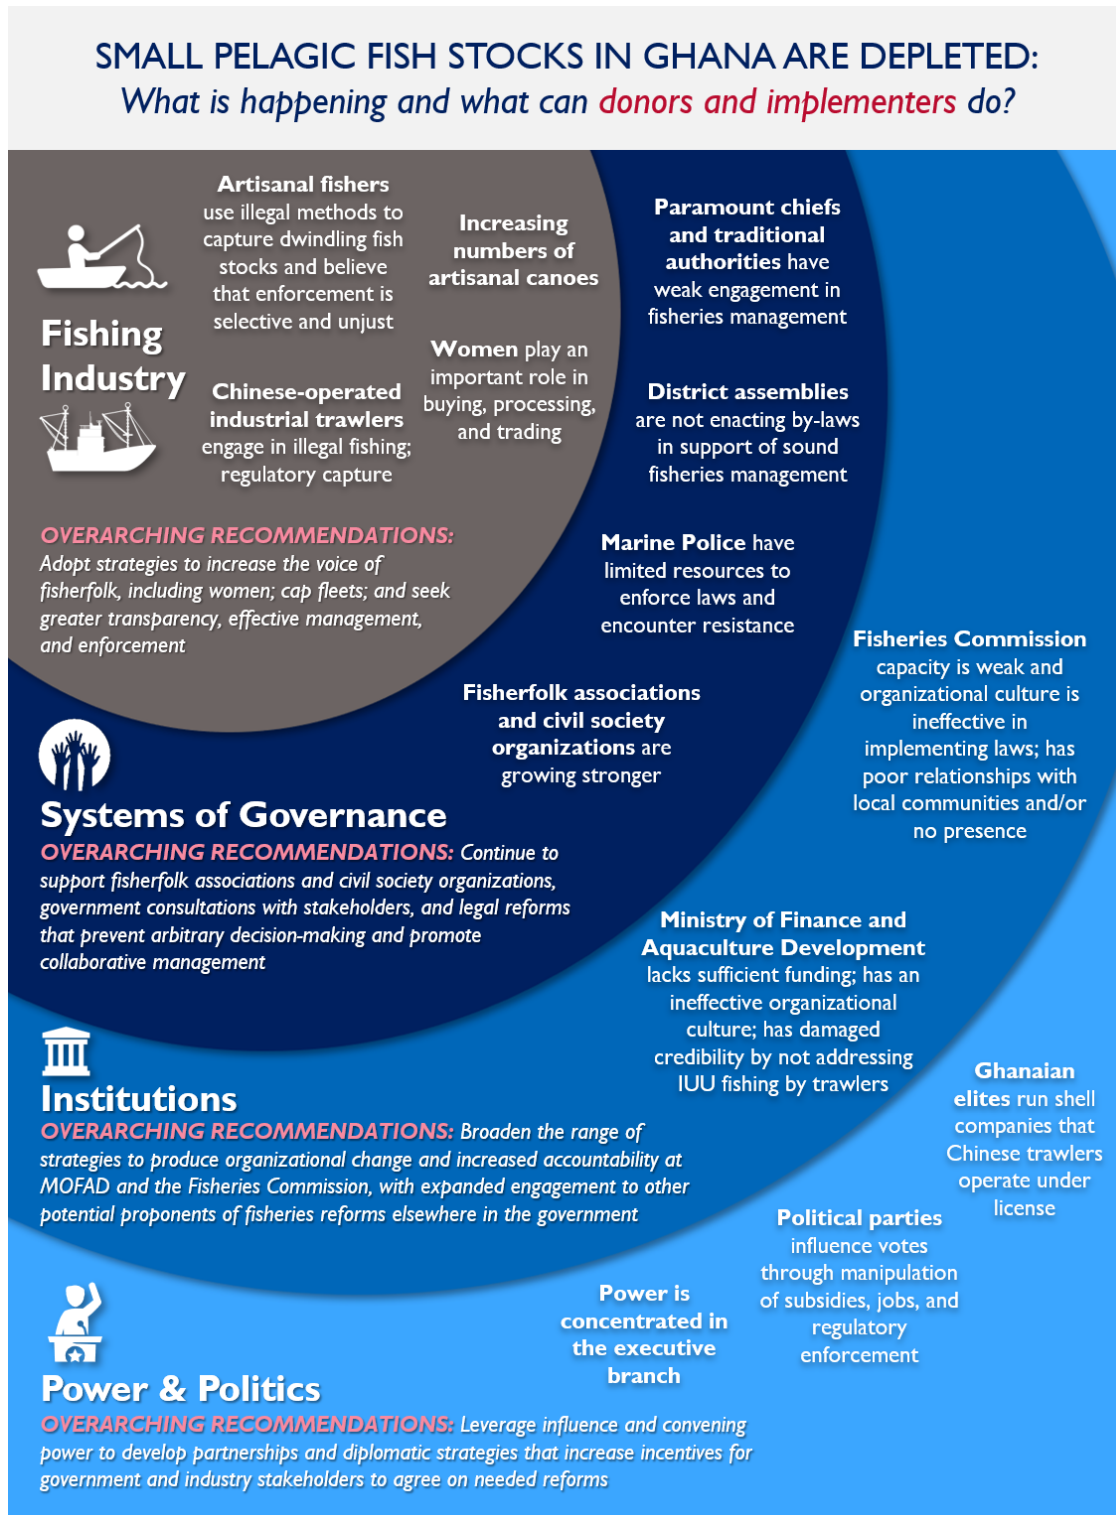 SMALL PELAGIC FISH STOCKS IN GHANA ARE DEPLETED:
What is happening and what can donors and implementers do?
Fishing
Industry
Artisanal fishers
use illegal methods to
capture dwindling fish
stocks and believe
that enforcement is
selective and unjust
Chinese-operated
industrial trawlers
engage in illegal fishing;
regulatory capture
Increasing
numbers of
artisanal canoes
Women play an
important role in
buying, processing,
and trading
OVERARCHING RECOMMENDATIONS:
Adopt strategies to increase the voice of
fisherfolk, including women; cap fleets; and seek
greater transparency, effective management,
and enforcement
Paramount chiefs
and traditional
authorities have
weak engagement in
fisheries management
District assemblies
are not enacting by-laws
in support of sound
fisheries management
Marine Police have
limited resources to
enforce laws and
encounter resistance
Fisherfolk associations
and civil society
organizations are
growing stronger
Systems of Governance
OVERARCHING RECOMMENDATIONS: Continue to
support fisherfolk associations and civil society organizations,
government consultations with stakeholders, and legal reforms
that prevent arbitrary decision-making and promote
collaborative management
Fisheries Commission
capacity is weak and
organizational culture is
ineffective in
implementing laws; has
poor relationships with
local communities and/or
no presence
Ministry of Finance and
Aquaculture Development
lacks sufficient funding; has an
ineffective organizational
culture; has damaged
credibility by not addressing
IUU fishing by trawlers
Institutions
OVERARCHING RECOMMENDATIONS: Broaden the range of
strategies to produce organizational change and increased accountability at
MOFAD and the Fisheries Commission, with expanded engagement to other
potential proponents of fisheries reforms elsewhere in the government
Ghanaian
elites run shell
companies that
Chinese trawlers
operate under
license
Political parties
influence votes
through manipulation
of subsidies, jobs, and
regulatory
enforcement
Power is
concentrated in
the executive
branch
Power & Politics
OVERARCHING RECOMMENDATIONS: Leverage influence and convening
power to develop partnerships and diplomatic strategies that increase incentives for
government and industry stakeholders to agree on needed reforms